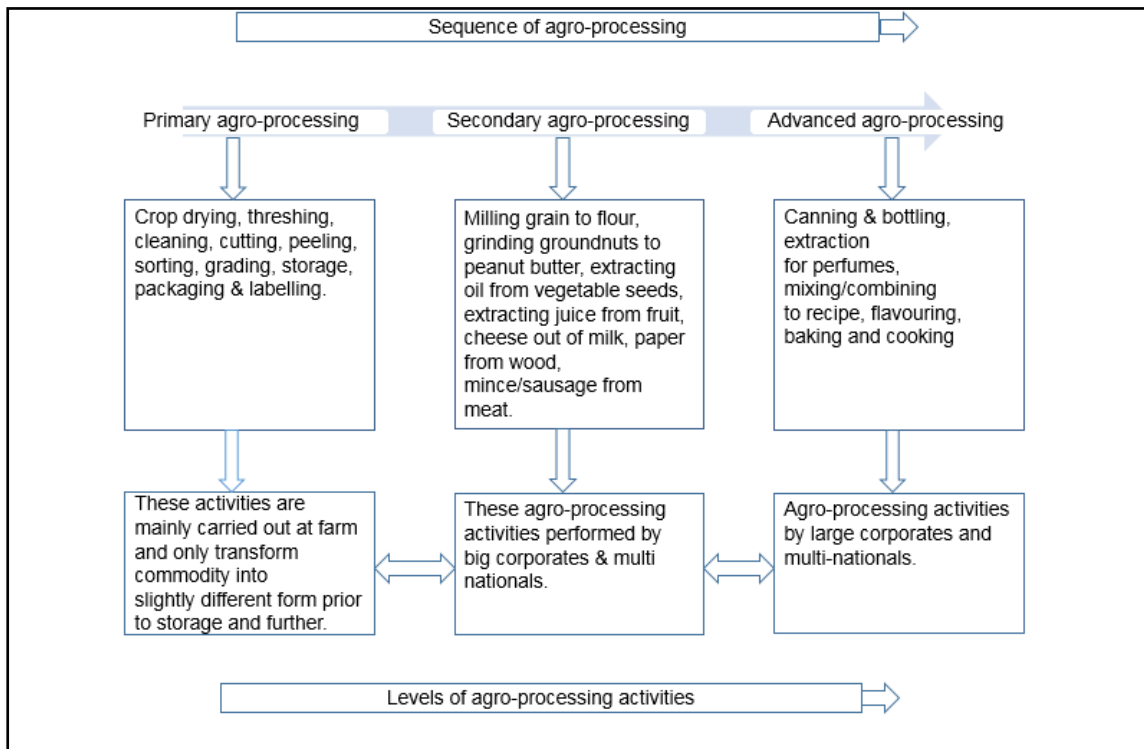 Sequence of agro-processing
Primary agro-processing
Secondary agro-processing
Advanced agro-processing
Crop drying, threshing,
cleaning, cutting, peeling,
sorting, grading, storage,
packaging & labelling.
Milling grain to flour,
grinding groundnuts to
peanut butter, extracting
oil from vegetable seeds,
extracting juice from fruit,
cheese out of milk, paper
from wood,
mince/sausage from
meat.
Canning & bottling,
extraction
for perfumes,
mixing/combining
to recipe, flavouring,
baking and cooking
These activities are
mainly carried out at farm
and only transform
commodity into
slightly different form prior
to storage and further.
These agro-processing
activities performed by
big corporates & multi
nationals.
Agro-processing activities
by large corporates and
multi-nationals.
Levels of agro-processing activities